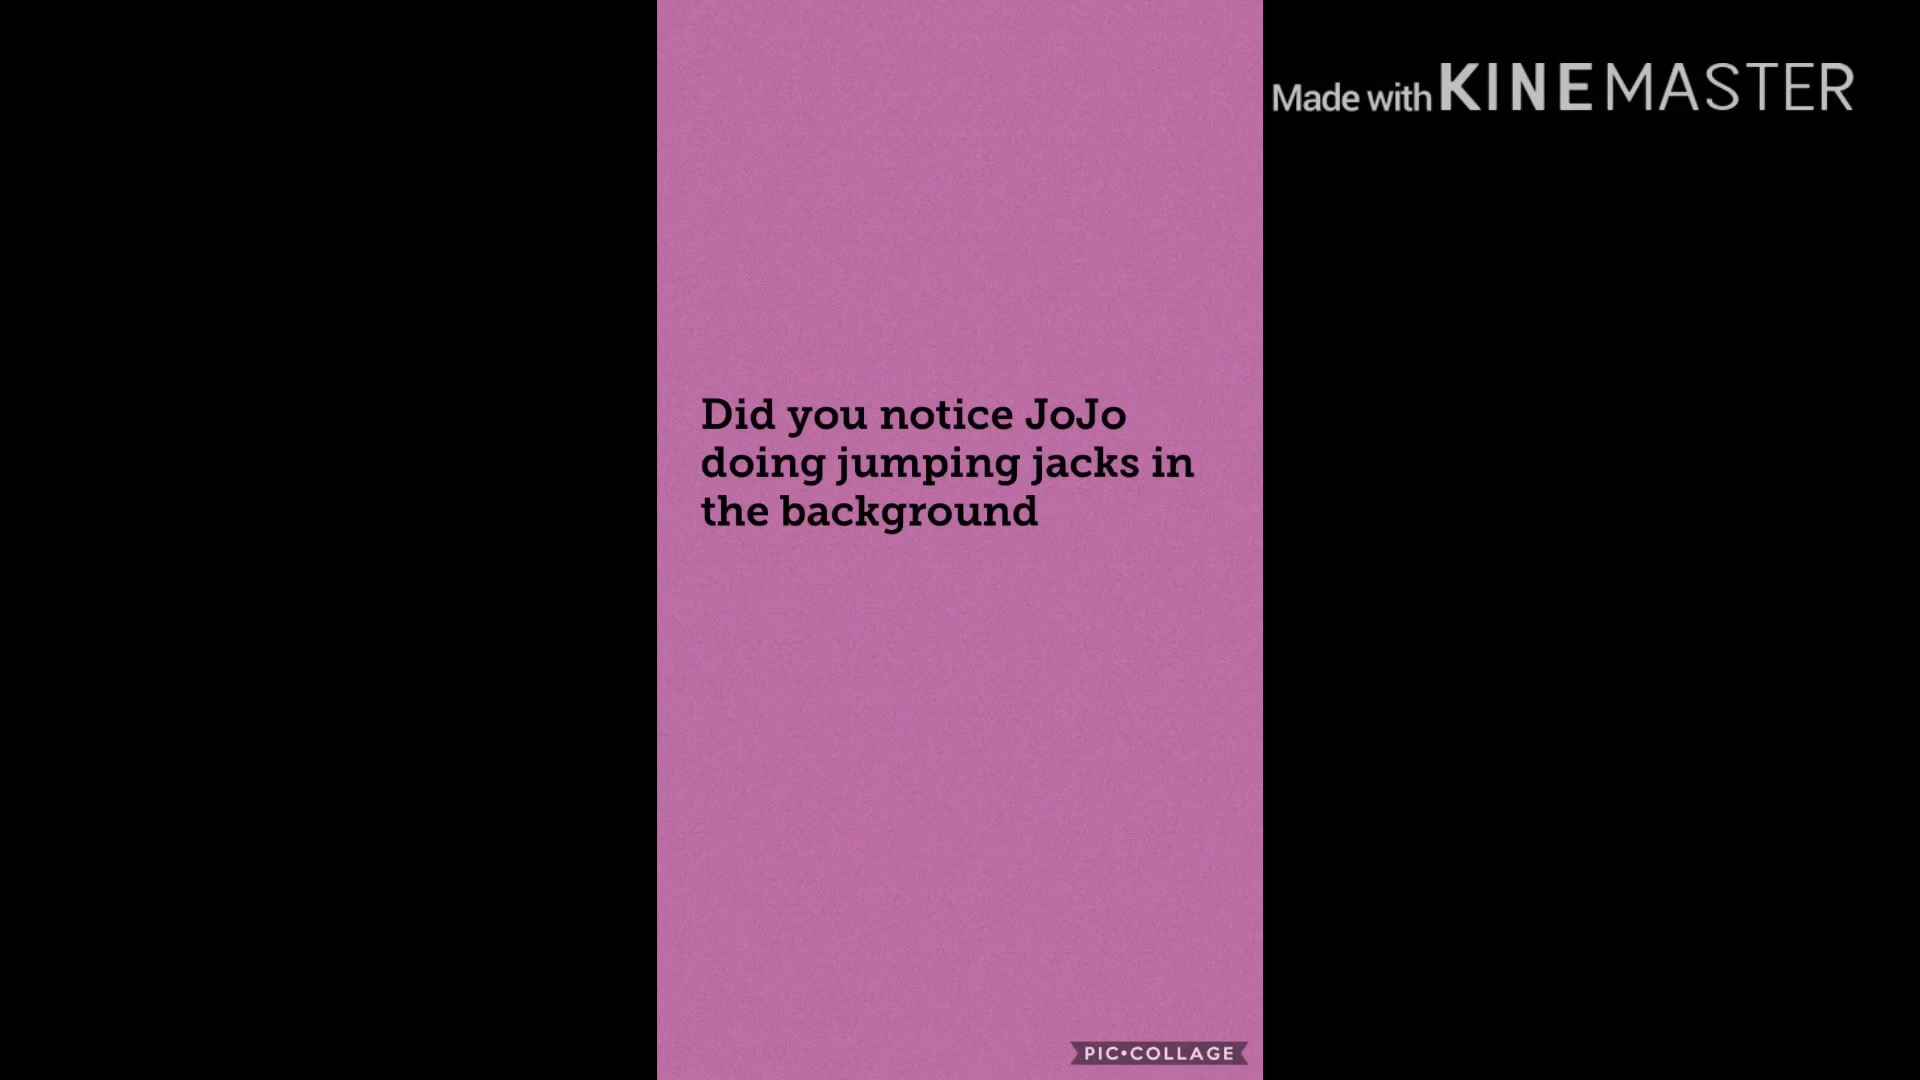 Made with KINEMASTER
Did you notice JoJo
doing jumping jacks in
the background
PIC•COLLAGE